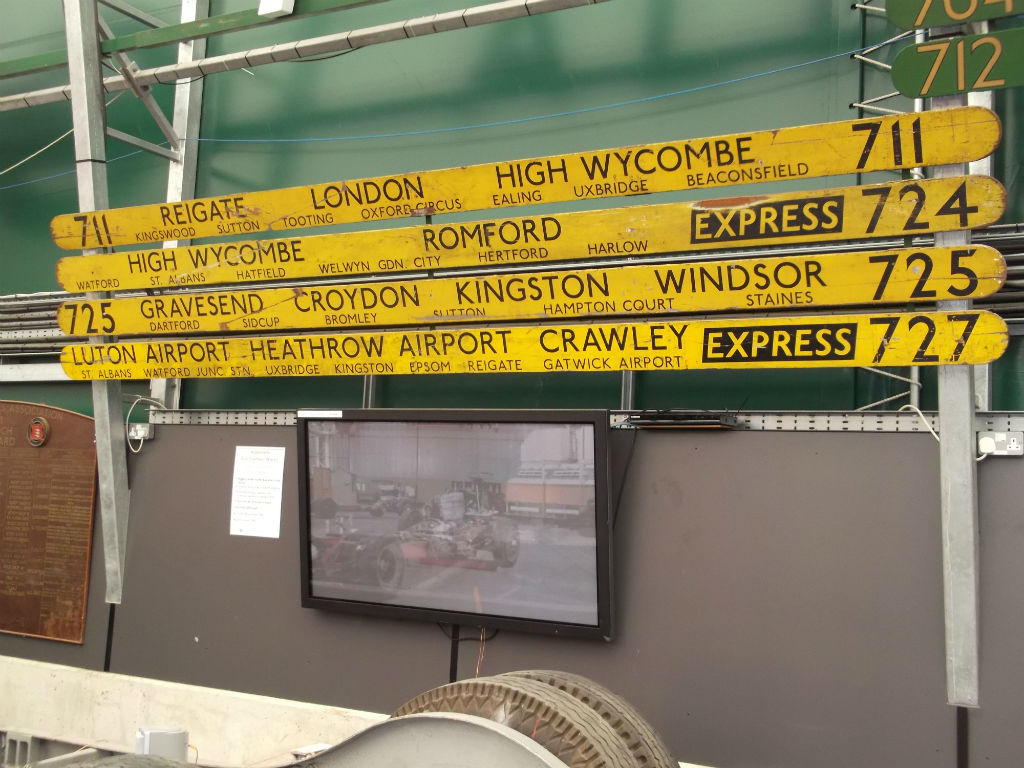 704
712
711 REIGATE LONDON HIGH WYCOMBE 711
KINGSWOOD SUTTON TOOTING OXFORD CIRCUS EALING UXBRIDGE BEACONSFIELD
HIGH WYCOMBE ROMFORD EXPRESS 724
WATFORD ST. ALBANS HATFIELD WELWYN GDN. CITY HERTFORD HARLOW
725 GRAVESEND CROYDON KINGSTON WINDSOR 725
DARTFORD SIDCUP BROMLEY SUTTON HAMPTON COURT STAINES
LUTON AIRPORT HEATHROW AIRPORT CRAWLEY EXPRESS 727
ST. ALBANS WATFORD JUNC. STN. UXBRIDGE KINGSTON EPSOM REIGATE GATWICK AIRPORT